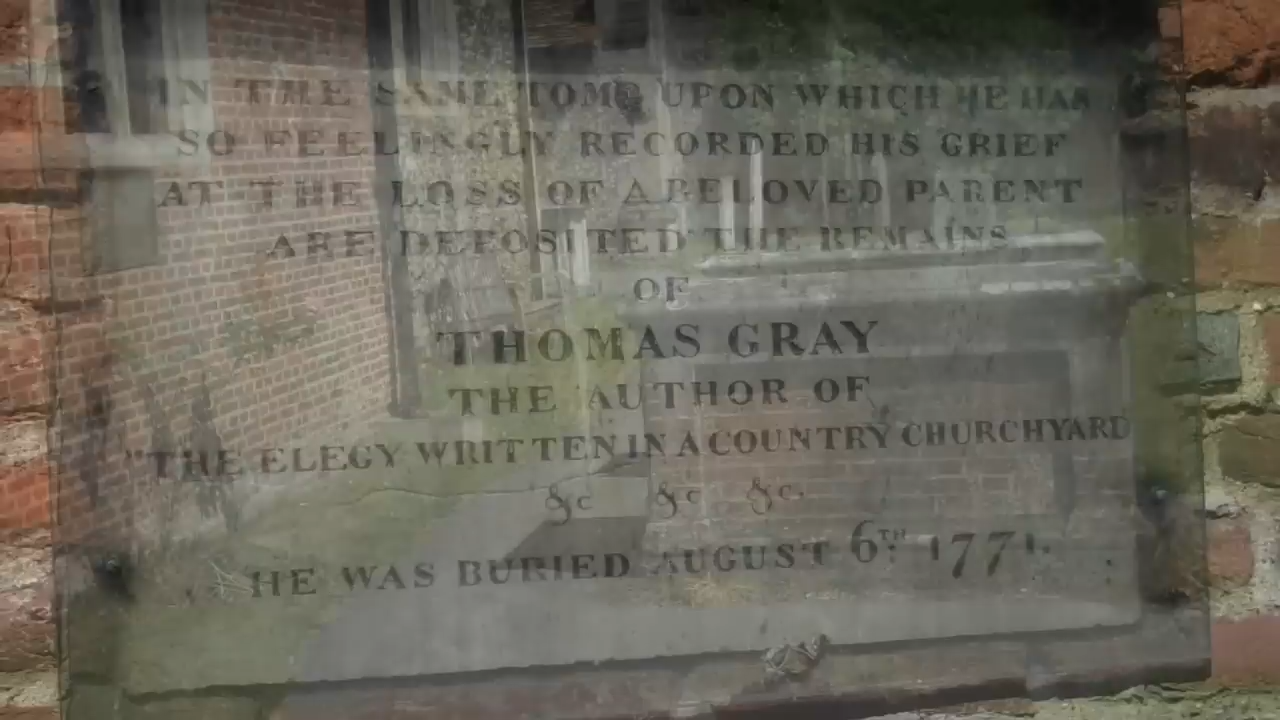 IN THE SAME TOMB UPON WHICH HE HAS
SO FEELINGLY RECORDED HIS GRIEF
AT THE LOSS OF A BELOVED PARENT
ARE DEPOSITED THE REMAINS
OF
THOMAS GRAY
THE AUTHOR OF
"THE ELEGY WRITTEN IN A COUNTRY CHURCHYARD
&c &c &c.
HE WAS BURIED AUGUST 6TH 1771.